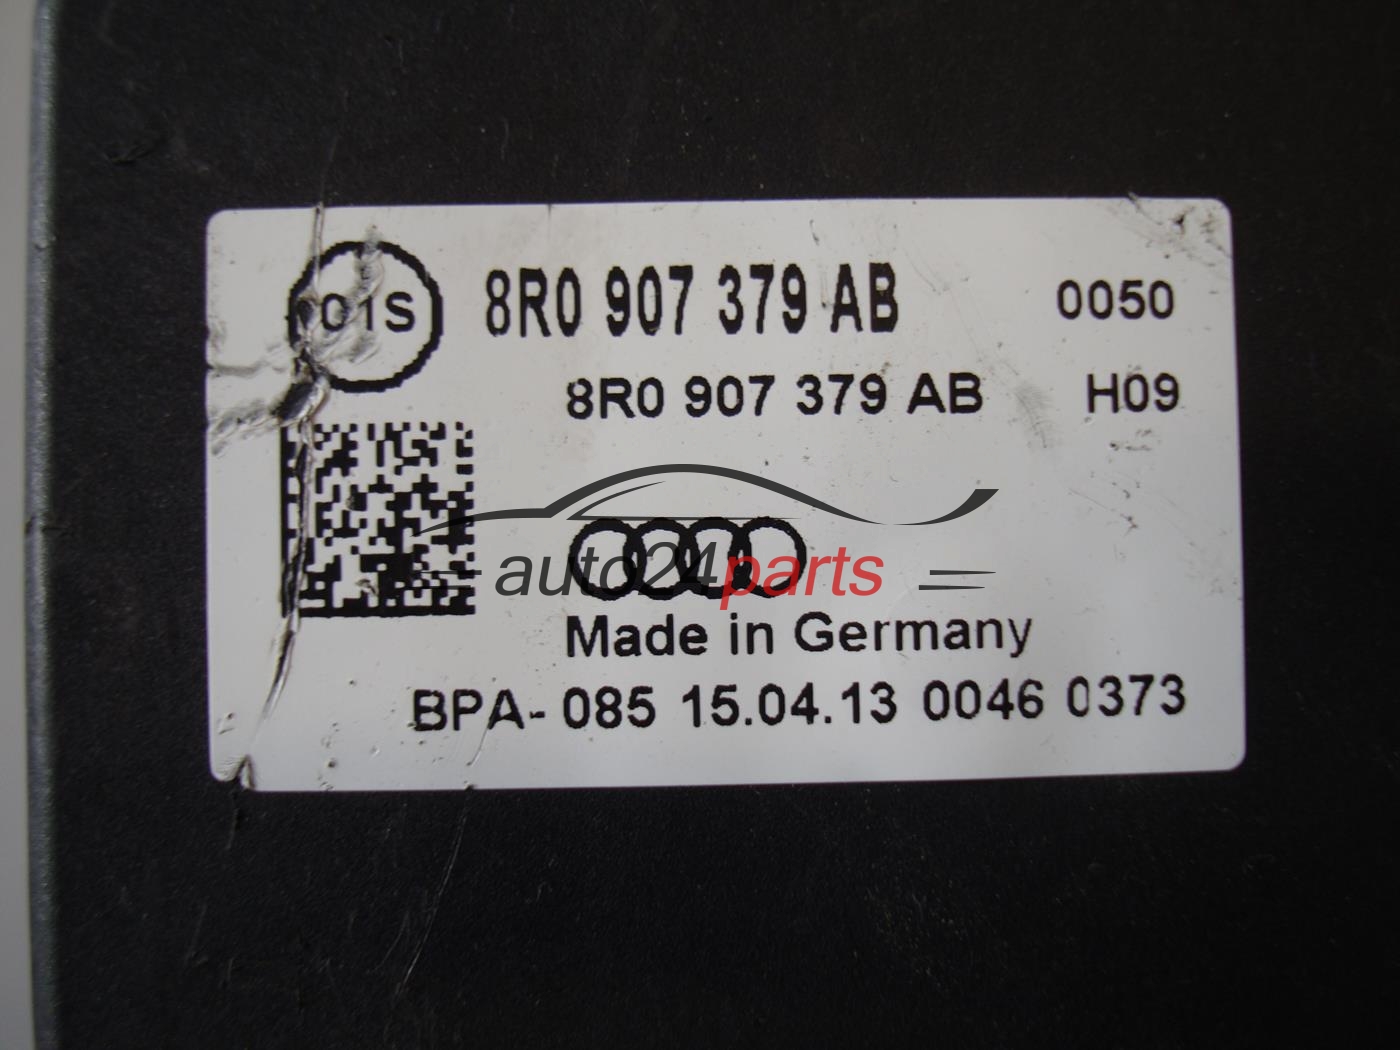 01S 8R0 907 379 AB 0050
8R0 907 379 AB H09
auto24parts
Made in Germany
BPA- 085 15.04.13 0046 0373